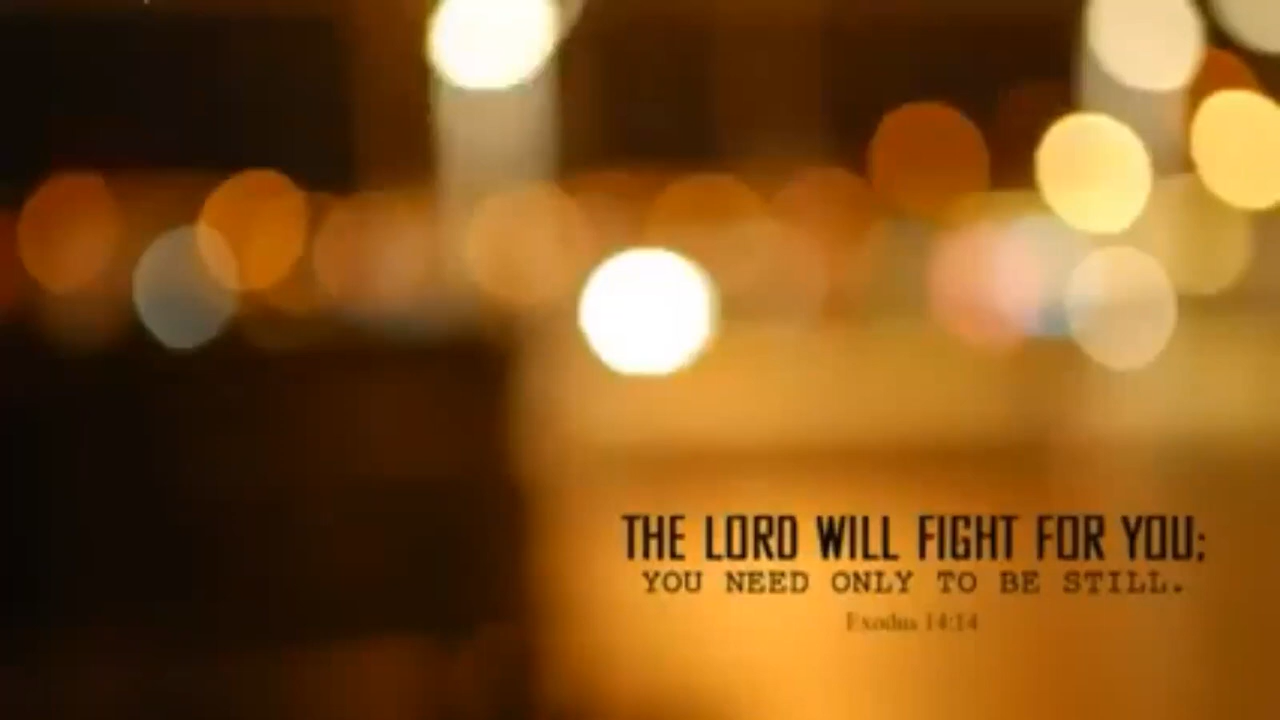 THE LORD WILL FIGHT FOR YOU;
YOU NEED ONLY TO BE STILL.
Exodus 14:14